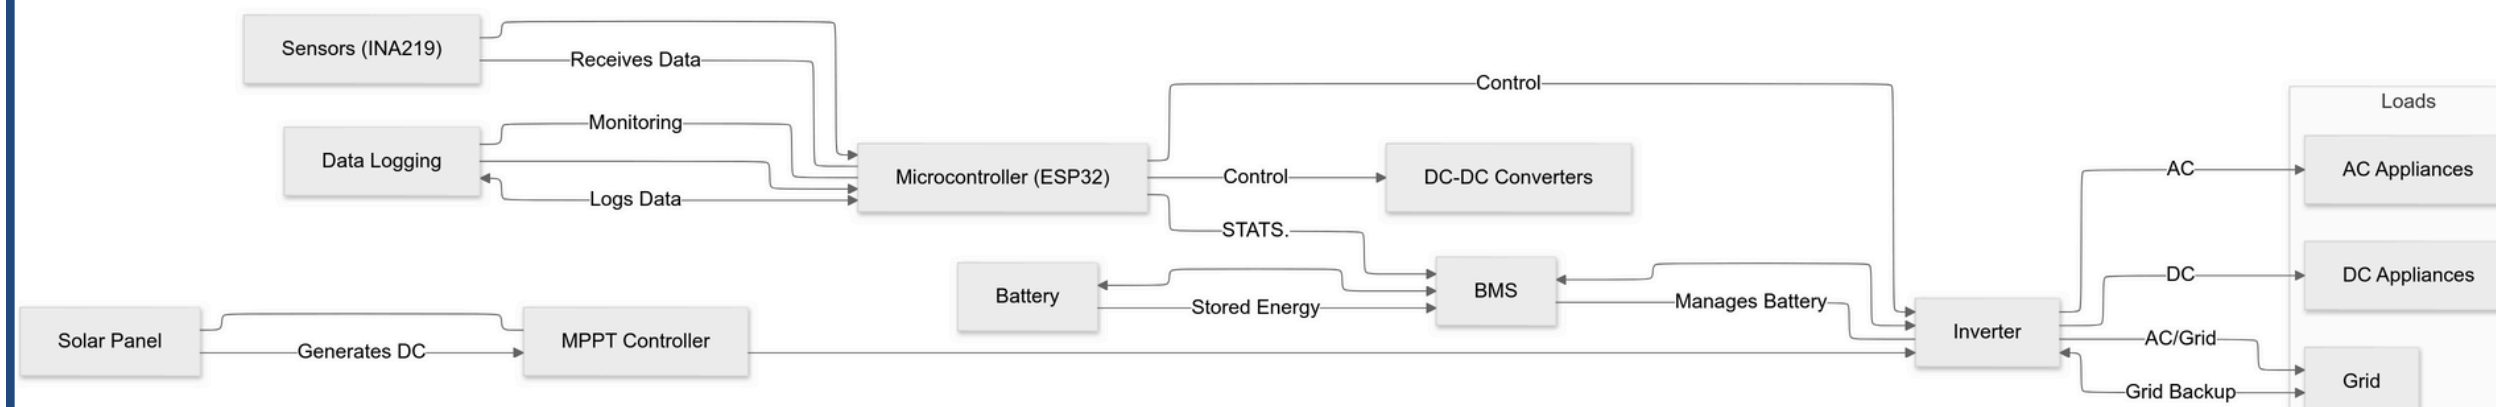 Sensors (INA219)
Receives Data
Monitoring
Data Logging
Logs Data
Microcontroller (ESP32)
Control
Control
DC-DC Converters
STATS.
Battery
Stored Energy
BMS
Manages Battery
Solar Panel
Generates DC
MPPT Controller
Inverter
Loads
AC
AC Appliances
DC
DC Appliances
AC/Grid
Grid Backup
Grid